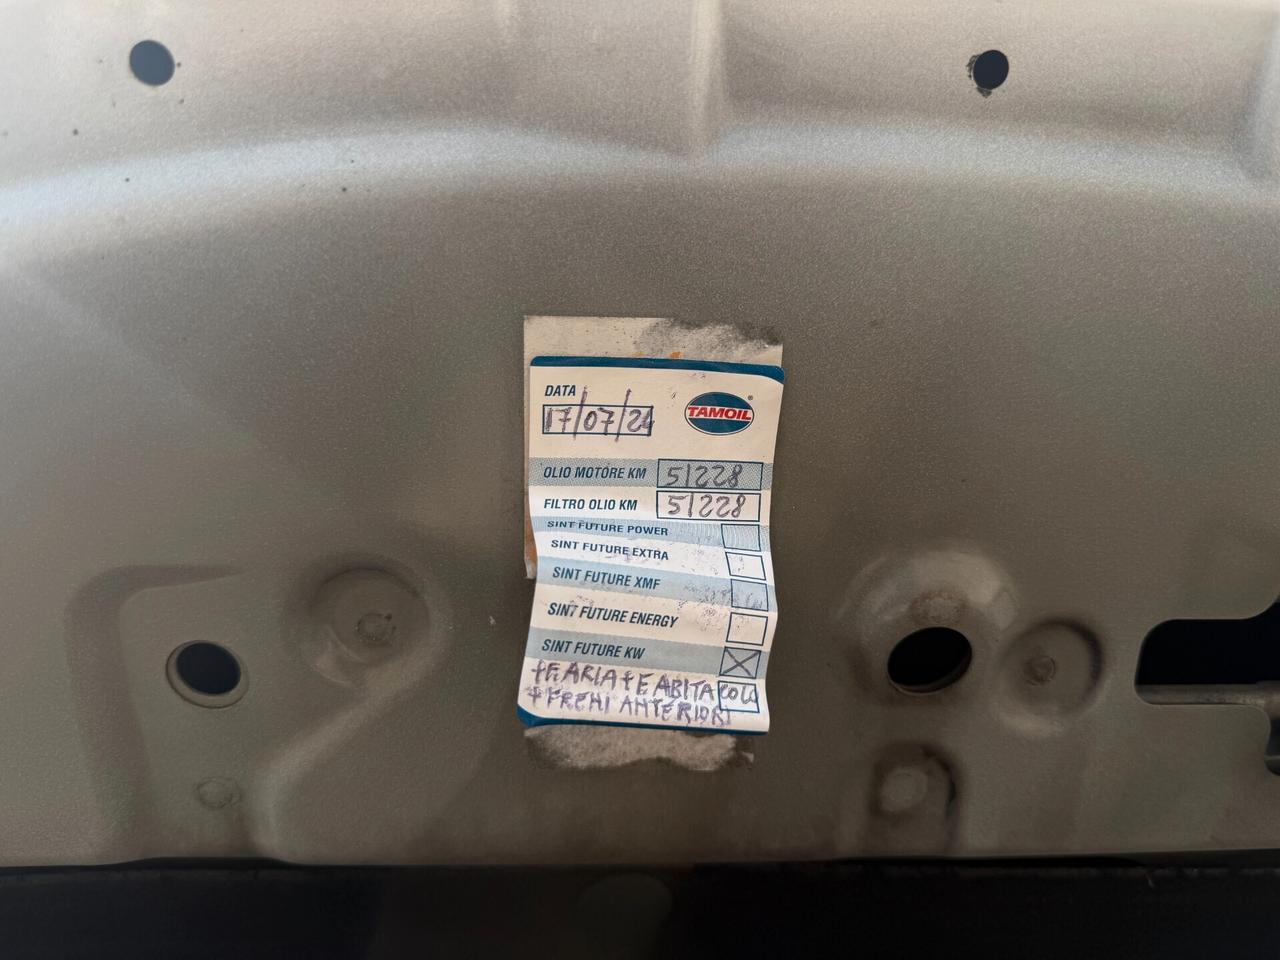 DATA
TAMOIL
17/07/24
OLIO MOTORE KM 51228
FILTRO OLIO KM 51228
SINT FUTURE POWER
SINT FUTURE EXTRA
SINT FUTURE XMF
SINT FUTURE ENERGY
SINT FUTURE KW X
+F. ARIA + F. ABITACOLO
+ FRENI ANTERIORI